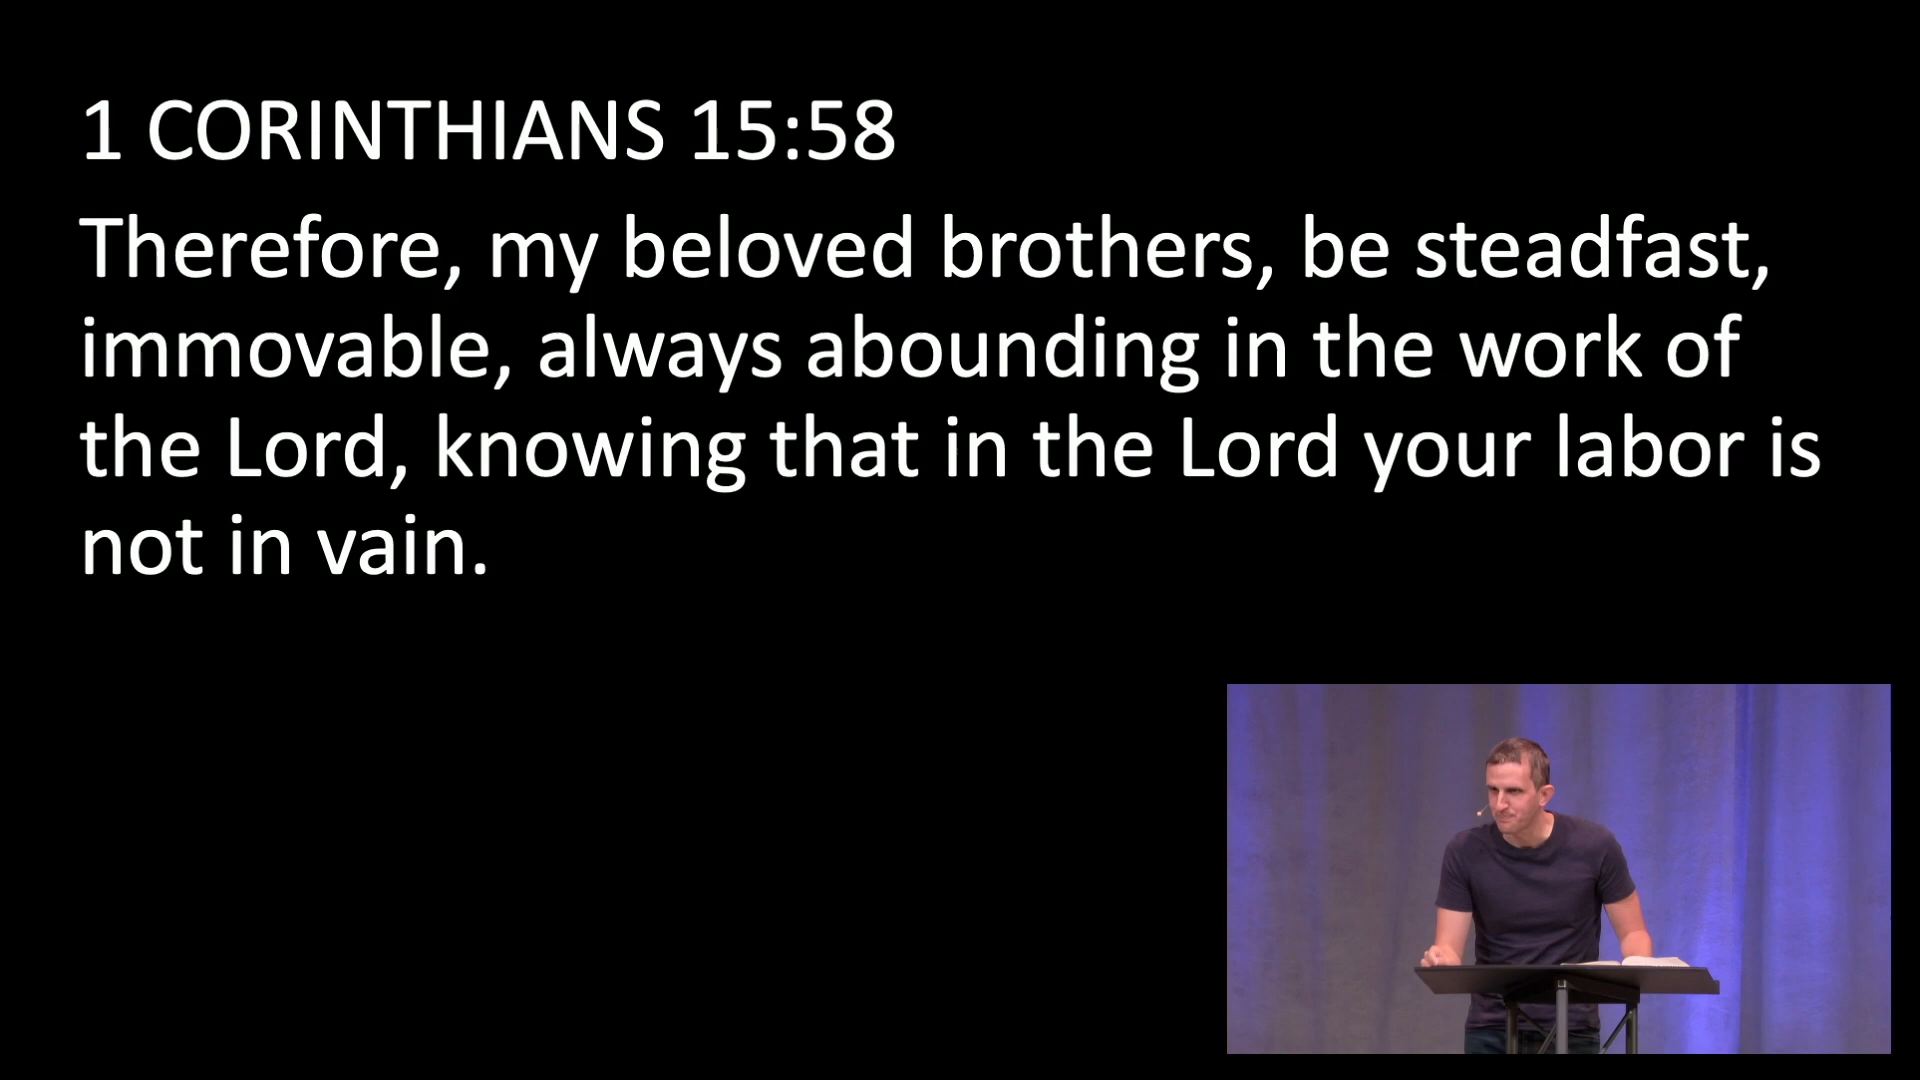 1 CORINTHIANS 15:58
Therefore, my beloved brothers, be steadfast,
immovable, always abounding in the work of
the Lord, knowing that in the Lord your labor is
not in vain.